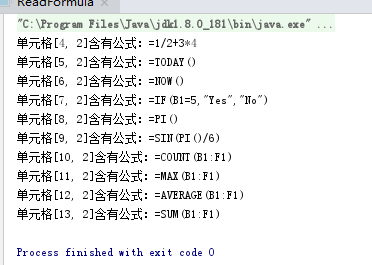 ReadFormula ×
"C:\Program Files\Java\jdk1.8.0_181\bin\java.exe" ...
单元格[4, 2]含有公式：=1/2+3*4
单元格[5, 2]含有公式：=TODAY()
单元格[6, 2]含有公式：=NOW()
单元格[7, 2]含有公式：=IF(B1=5,"Yes","No")
单元格[8, 2]含有公式：=PI()
单元格[9, 2]含有公式：=SIN(PI()/6)
单元格[10, 2]含有公式：=COUNT(B1:F1)
单元格[11, 2]含有公式：=MAX(B1:F1)
单元格[12, 2]含有公式：=AVERAGE(B1:F1)
单元格[13, 2]含有公式：=SUM(B1:F1)
Process finished with exit code 0